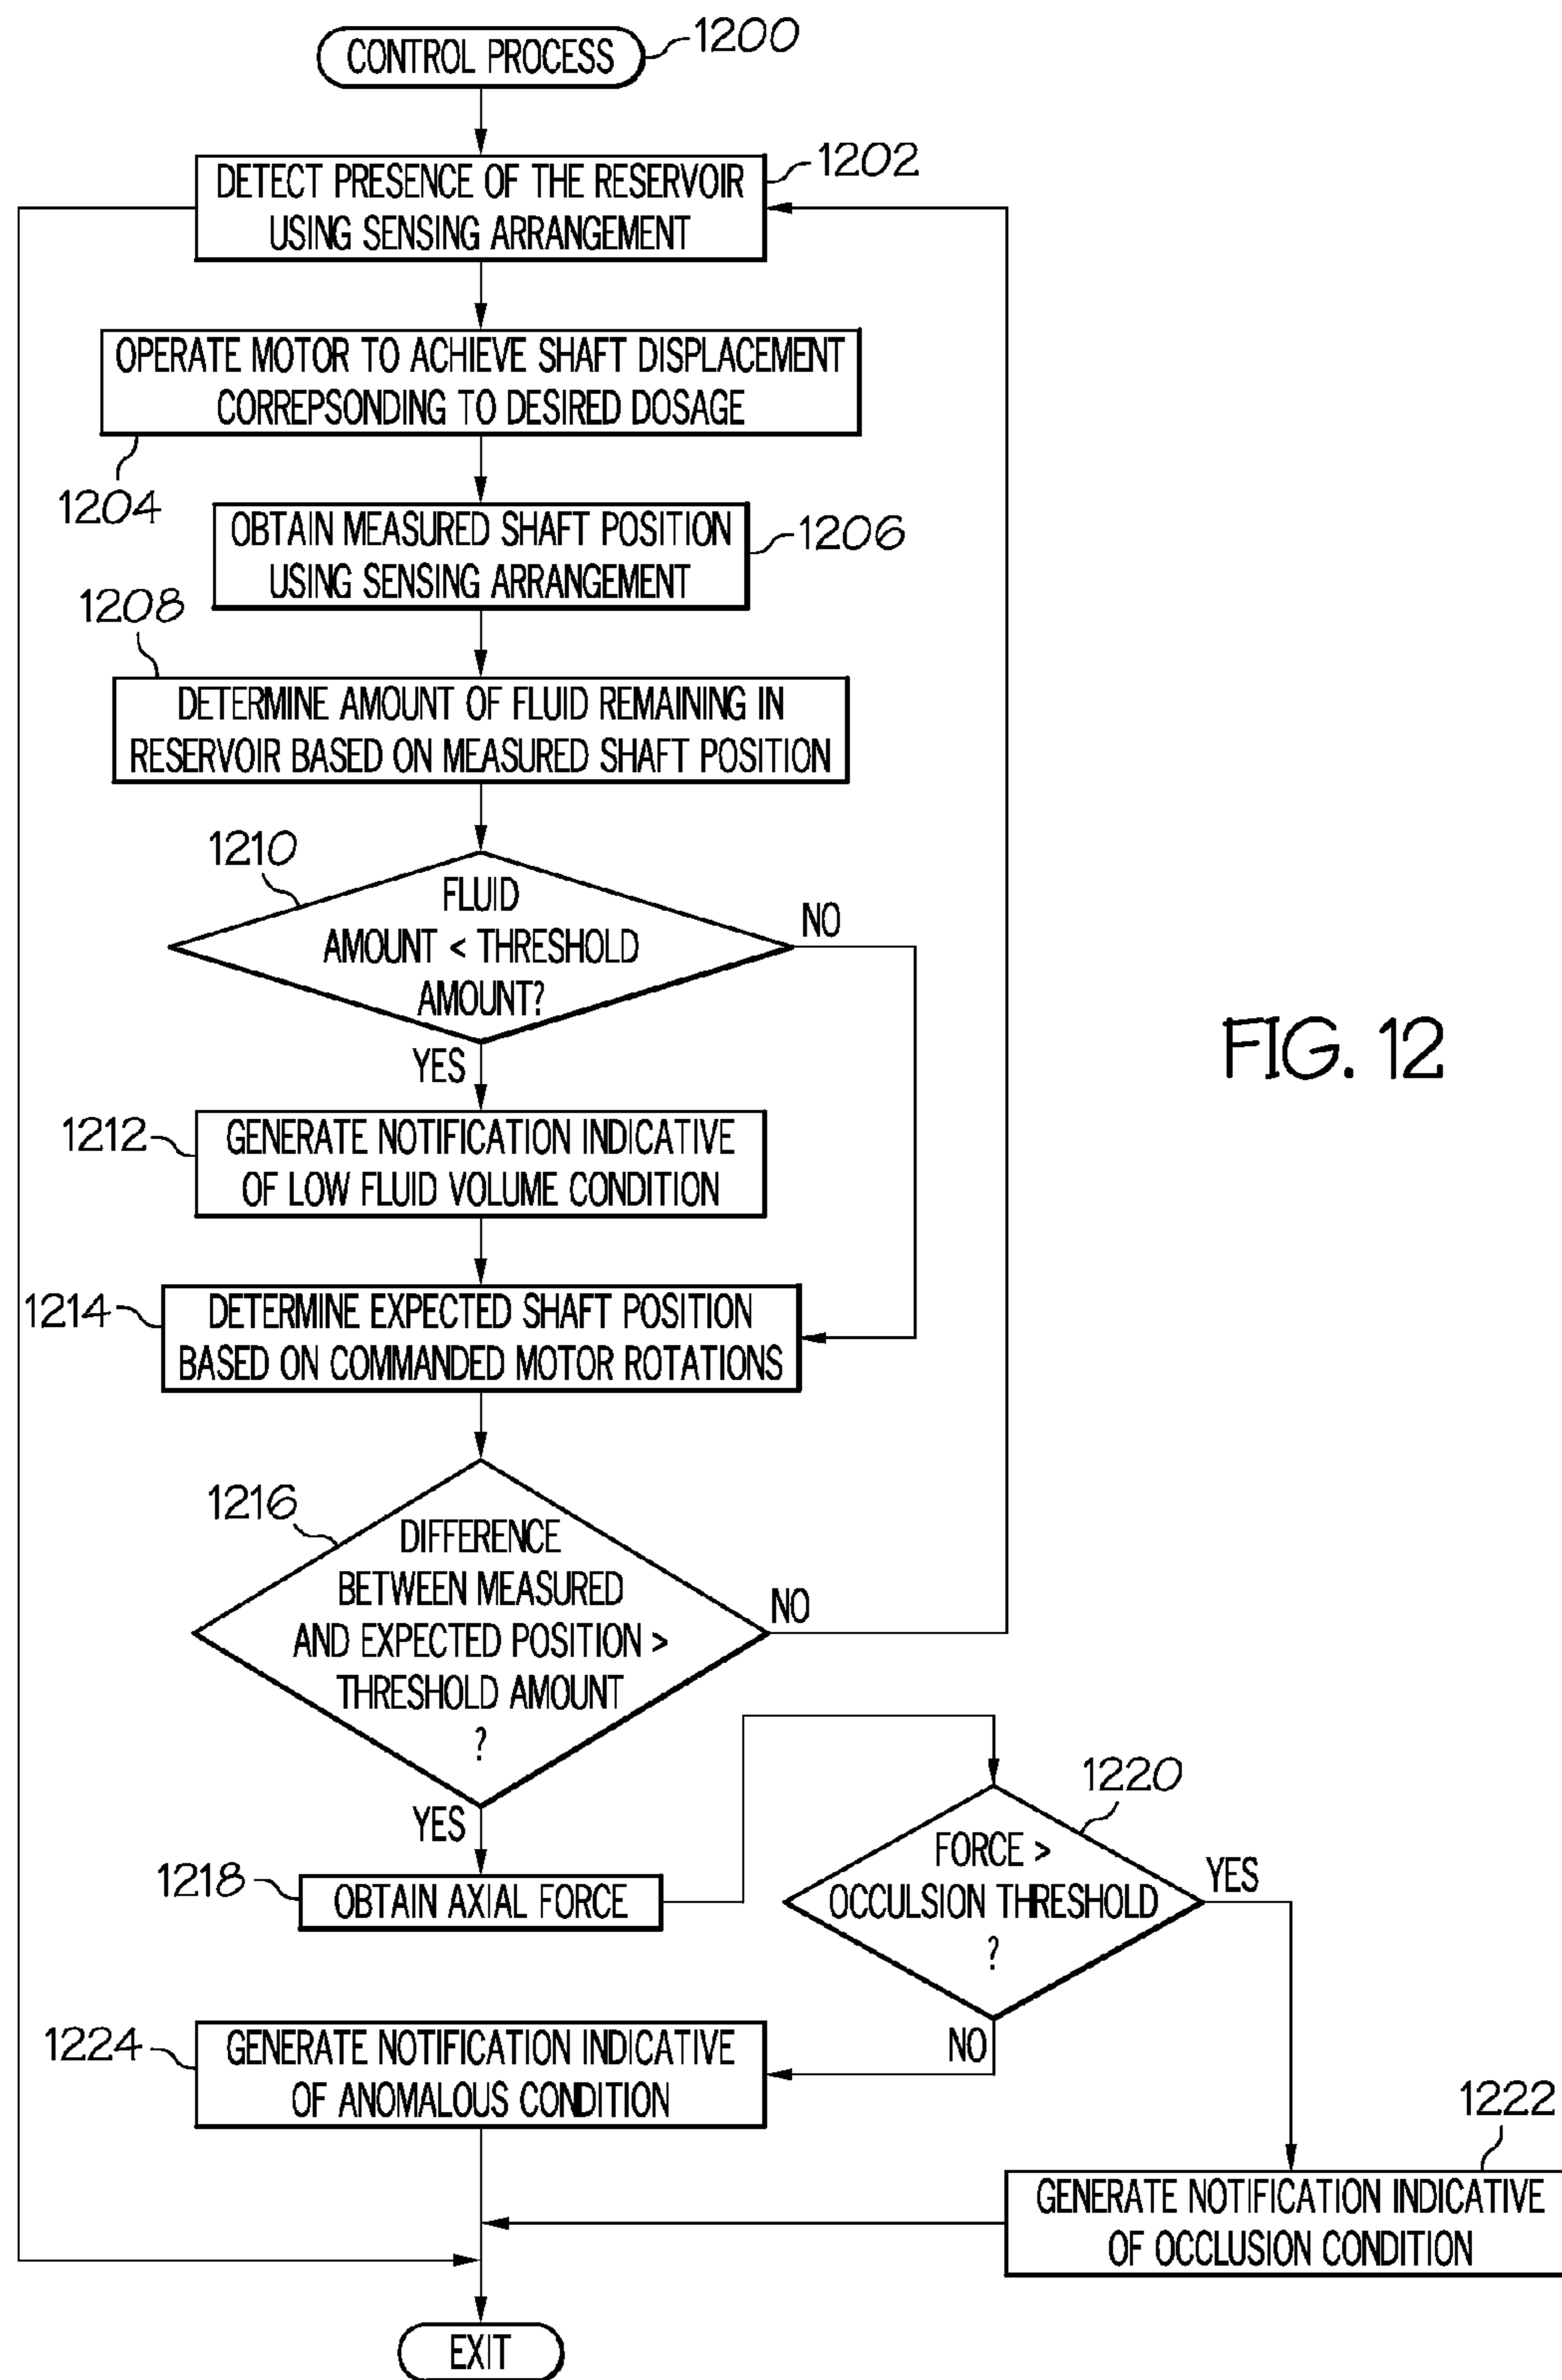 CONTROL PROCESS
1200
DETECT PRESENCE OF THE RESERVOIR
USING SENSING ARRANGEMENT
1202
OPERATE MOTOR TO ACHIEVE SHAFT DISPLACEMENT
CORREPSONDING TO DESIRED DOSAGE
1204
OBTAIN MEASURED SHAFT POSITION
USING SENSING ARRANGEMENT
1206
1208
DETERMINE AMOUNT OF FLUID REMAINING IN
RESERVOIR BASED ON MEASURED SHAFT POSITION
1210
FLUID
AMOUNT < THRESHOLD
AMOUNT?
NO
YES
FIG. 12
1212
GENERATE NOTIFICATION INDICATIVE
OF LOW FLUID VOLUME CONDITION
1214
DETERMINE EXPECTED SHAFT POSITION
BASED ON COMMANDED MOTOR ROTATIONS
1216
DIFFERENCE
BETWEEN MEASURED
AND EXPECTED POSITION >
THRESHOLD AMOUNT
?
NO
YES
1218
OBTAIN AXIAL FORCE
1220
FORCE >
OCCULSION THRESHOLD
?
YES
NO
1224
GENERATE NOTIFICATION INDICATIVE
OF ANOMALOUS CONDITION
1222
GENERATE NOTIFICATION INDICATIVE
OF OCCLUSION CONDITION
EXIT